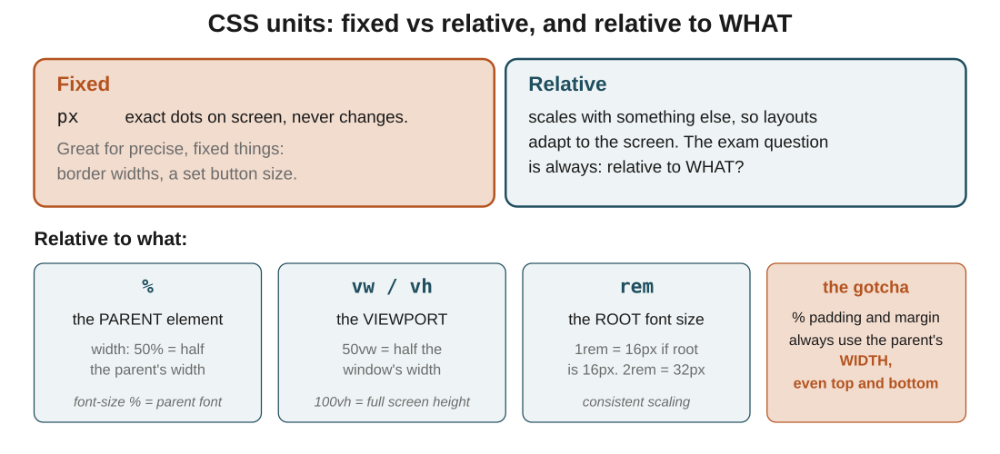 CSS units: fixed vs relative, and relative to WHAT
Fixed
px exact dots on screen, never changes.
Great for precise, fixed things:
border widths, a set button size.
Relative
scales with something else, so layouts
adapt to the screen. The exam question
is always: relative to WHAT?
Relative to what:
%
the PARENT element
width: 50% = half
the parent's width
font-size % = parent font
vw / vh
the VIEWPORT
50vw = half the
window's width
100vh = full screen height
rem
the ROOT font size
1rem = 16px if root
is 16px. 2rem = 32px
consistent scaling
the gotcha
% padding and margin
always use the parent's
WIDTH,
even top and bottom